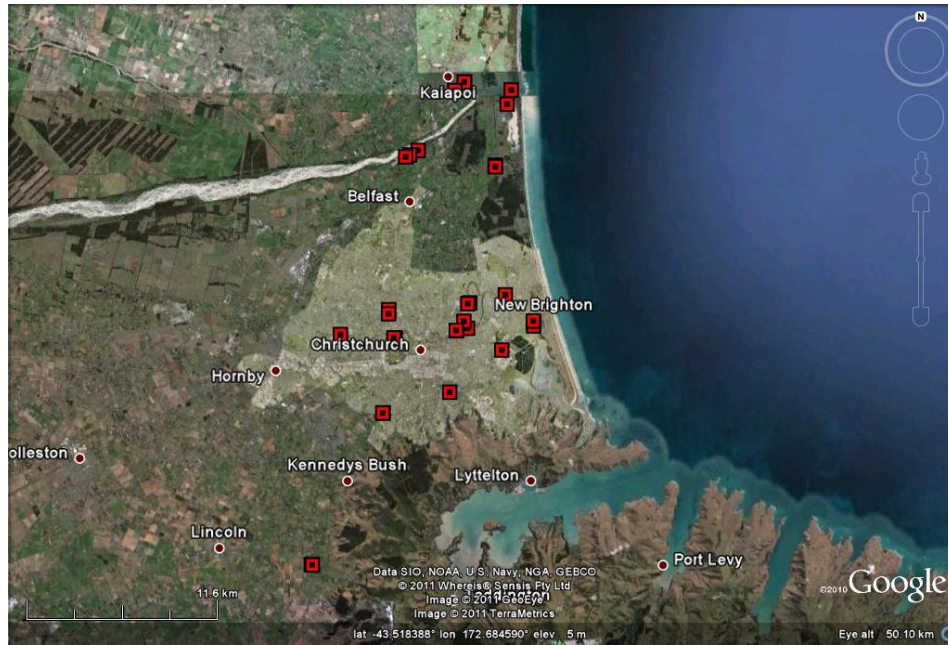 N
Kaiapoi
Belfast
New Brighton
Christchurch
Hornby
olleston
Kennedys Bush
Lyttelton
Lincoln
Port Levy
Data SIO, NOAA, U.S. Navy, NGA, GEBCO
© 2011 Whereis® Sensis Pty Ltd
Image © 2011 GeoEye
Image © 2011 TerraMetrics
©2010 Google
11.6 km
lat -43.518388° lon 172.684590° elev 5 m
Eye alt 50.10 km